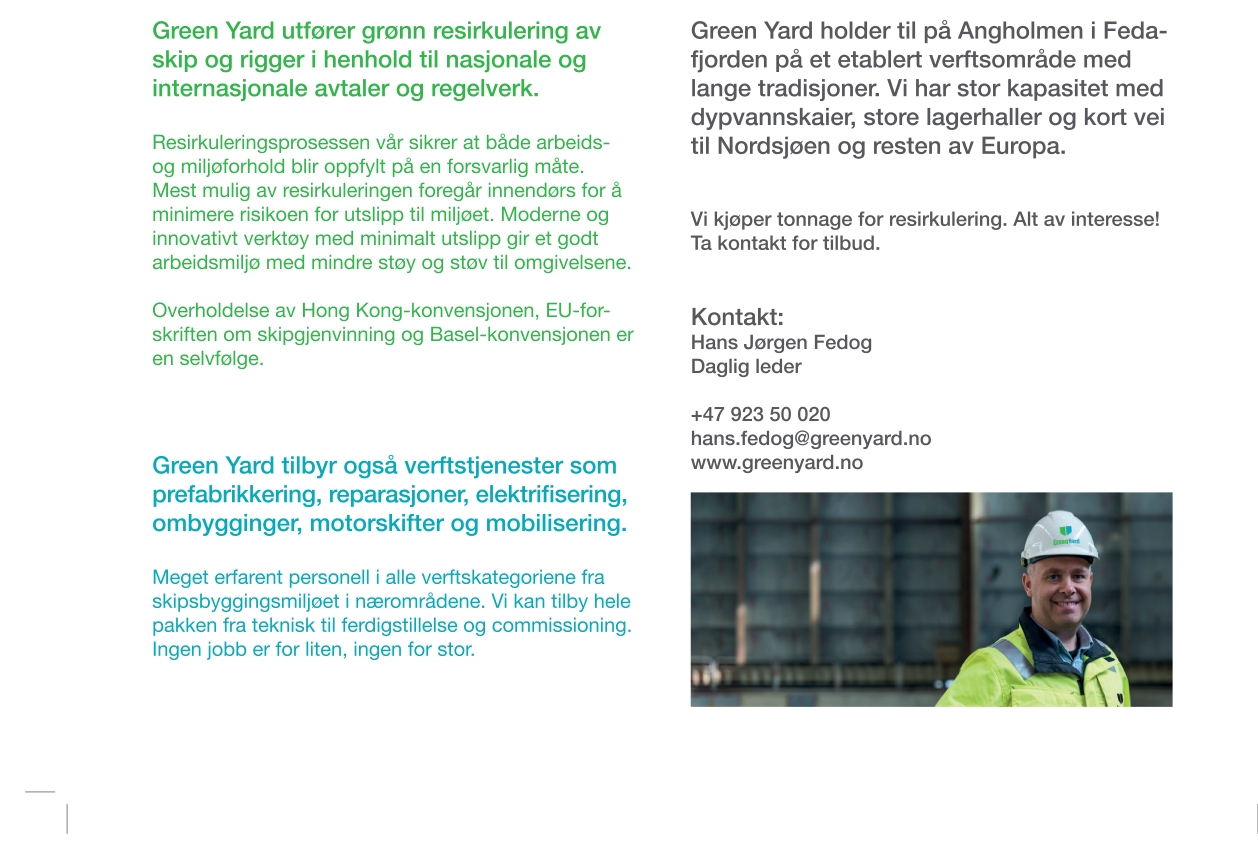 Green Yard utfører grønn resirkulering av
skip og rigger i henhold til nasjonale og
internasjonale avtaler og regelverk.
Resirkuleringsprosessen vår sikrer at både arbeids-
og miljøforhold blir oppfylt på en forsvarlig måte.
Mest mulig av resirkuleringen foregår innendørs for å
minimere risikoen for utslipp til miljøet. Moderne og
innovativt verktøy med minimalt utslipp gir et godt
arbeidsmiljø med mindre støy og støv til omgivelsene.
Overholdelse av Hong Kong-konvensjonen, EU-for-
skriften om skipgjenvinning og Basel-konvensjonen er
en selvfølge.
Green Yard tilbyr også verftstjenester som
prefabrikkering, reparasjoner, elektrifisering,
ombygginger, motorskifter og mobilisering.
Meget erfarent personell i alle verftskategoriene fra
skipsbyggingsmiljøet i nærområdene. Vi kan tilby hele
pakken fra teknisk til ferdigstillelse og commissioning.
Ingen jobb er for liten, ingen for stor.
Green Yard holder til på Angholmen i Feda-
fjorden på et etablert verftsområde med
lange tradisjoner. Vi har stor kapasitet med
dypvannskaier, store lagerhaller og kort vei
til Nordsjøen og resten av Europa.
Vi kjøper tonnage for resirkulering. Alt av interesse!
Ta kontakt for tilbud.
Kontakt:
Hans Jørgen Fedog
Daglig leder
+47 923 50 020
hans.fedog@greenyard.no
www.greenyard.no
Green Yard